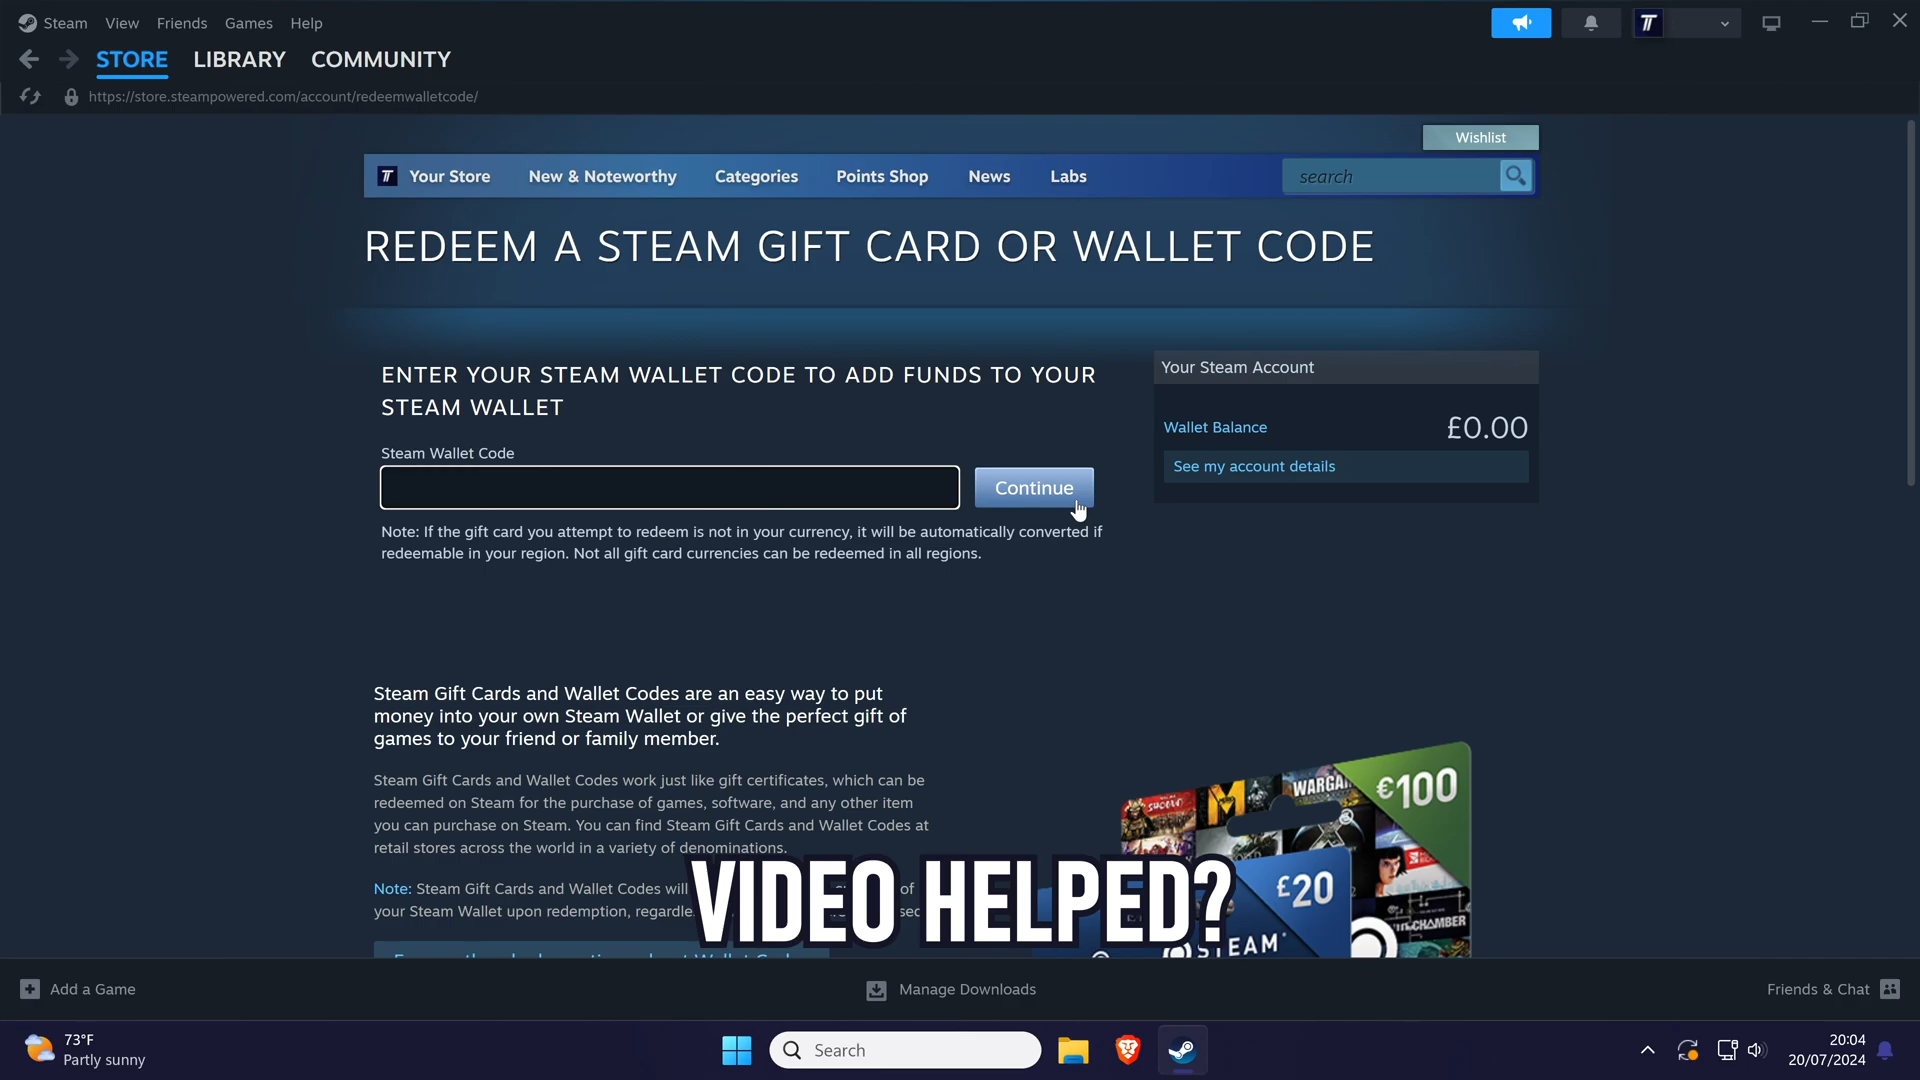 Steam View Friends Games Help
STORE LIBRARY COMMUNITY
https://store.steampowered.com/account/redeemwalletcode/
Wishlist
Your Store New & Noteworthy Categories Points Shop News Labs search
REDEEM A STEAM GIFT CARD OR WALLET CODE
ENTER YOUR STEAM WALLET CODE TO ADD FUNDS TO YOUR
STEAM WALLET
Steam Wallet Code
Continue
Note: If the gift card you attempt to redeem is not in your currency, it will be automatically converted if
redeemable in your region. Not all gift card currencies can be redeemed in all regions.
Your Steam Account
Wallet Balance £0.00
See my account details
Steam Gift Cards and Wallet Codes are an easy way to put
money into your own Steam Wallet or give the perfect gift of
games to your friend or family member.
Steam Gift Cards and Wallet Codes work just like gift certificates, which can be
redeemed on Steam for the purchase of games, software, and any other item
you can purchase on Steam. You can find Steam Gift Cards and Wallet Codes at
retail stores across the world in a variety of denominations.
Note: Steam Gift Cards and Wallet Codes will of
your Steam Wallet upon redemption,
€100
£20
STEAM
VIDEO HELPED?
Add a Game
Manage Downloads
Friends & Chat
73°F
Partly sunny
Search
20:04
20/07/2024